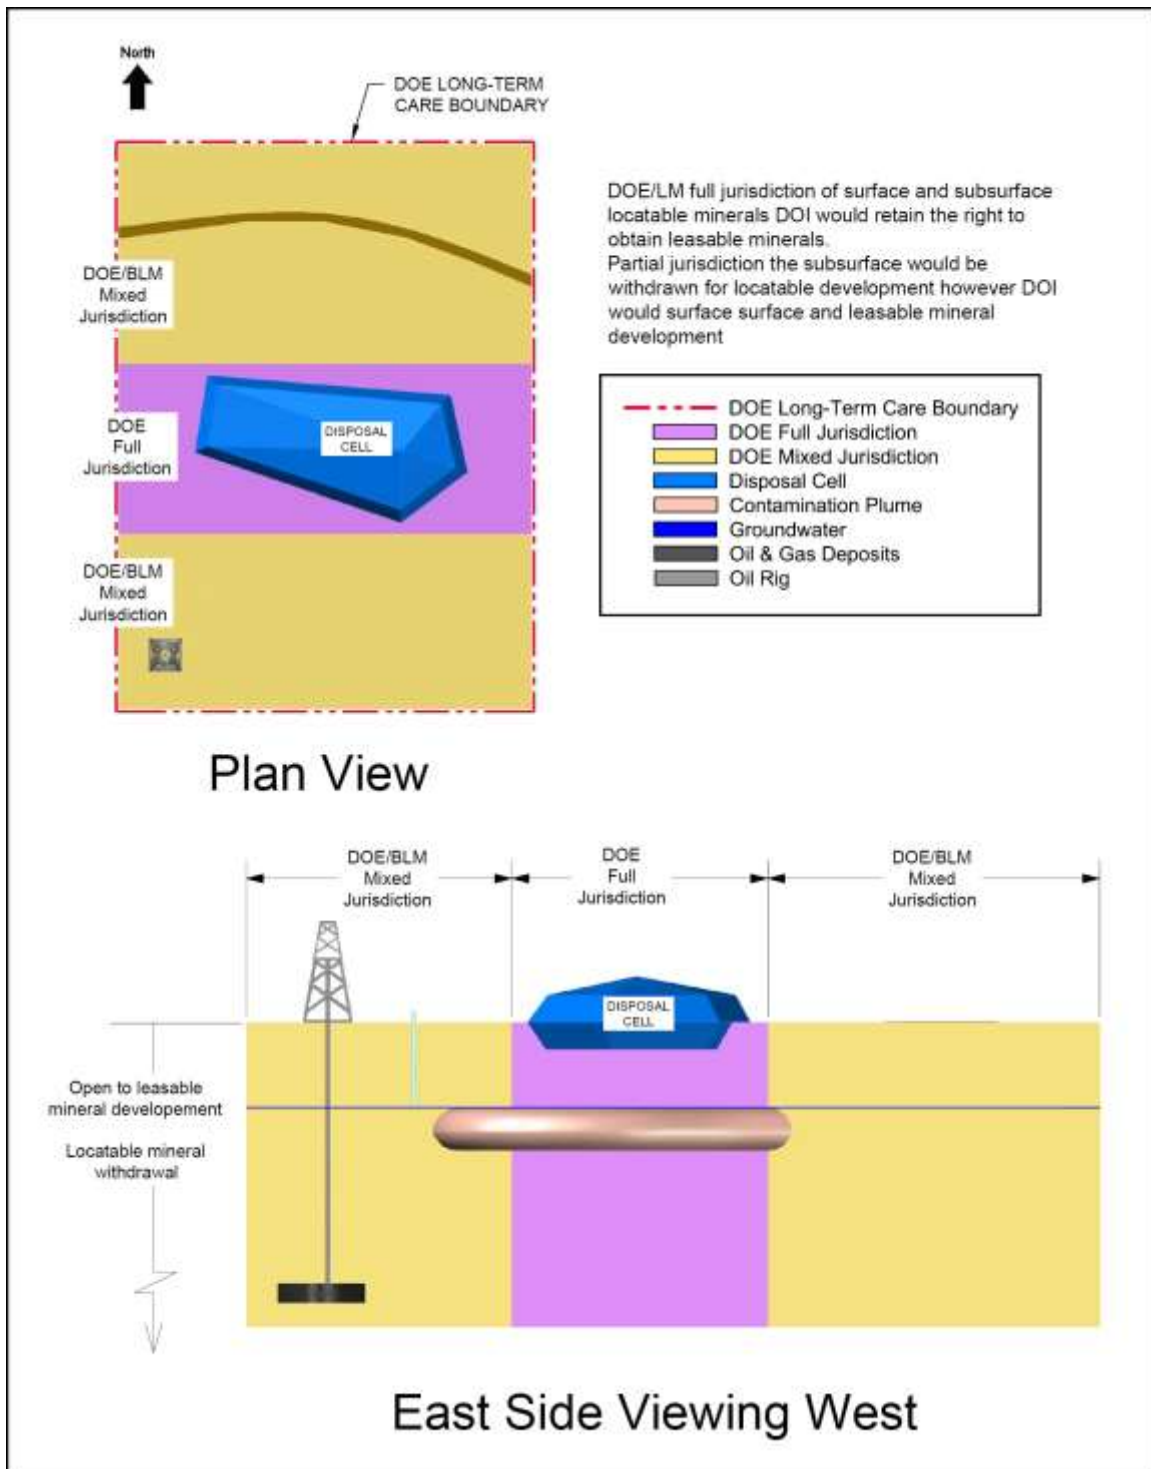 North
DOE LONG-TERM
CARE BOUNDARY
DOE/LM full jurisdiction of surface and subsurface
locatable minerals DOI would retain the right to
obtain leasable minerals.
Partial jurisdiction the subsurface would be
withdrawn for locatable development however DOI
would surface surface and leasable mineral
development
DOE/BLM
Mixed
Jurisdiction
DOE
Full
Jurisdiction
DISPOSAL
CELL
DOE/BLM
Mixed
Jurisdiction
DOE Long-Term Care Boundary
DOE Full Jurisdiction
DOE Mixed Jurisdiction
Disposal Cell
Contamination Plume
Groundwater
Oil & Gas Deposits
Oil Rig
Plan View
DOE/BLM
Mixed
Jurisdiction
DOE
Full
Jurisdiction
DOE/BLM
Mixed
Jurisdiction
DISPOSAL
CELL
Open to leasable
mineral developement
Locatable mineral
withdrawal
East Side Viewing West